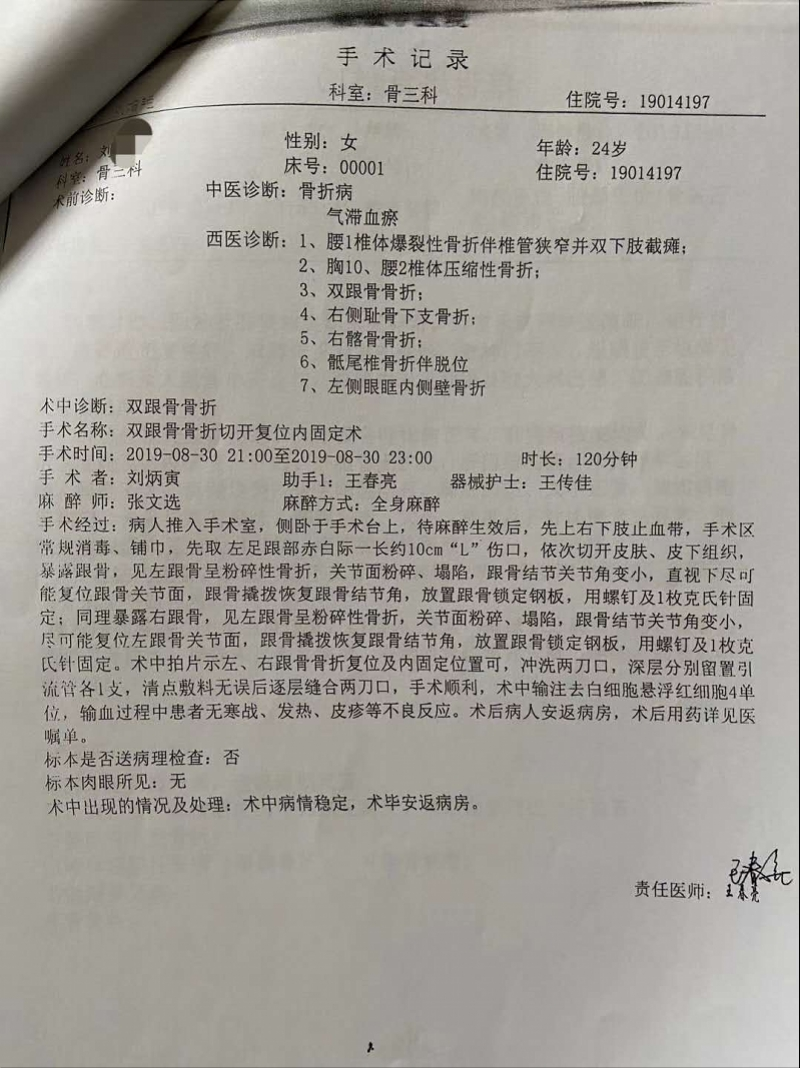 手术记录
科室：骨三科 住院号：19014197
姓名：刘 性别：女 年龄：24岁
科室：骨三科 床号：00001 住院号：19014197
术前诊断： 中医诊断：骨折病
气滞血瘀
西医诊断：1、腰1椎体爆裂性骨折伴椎管狭窄并双下肢截瘫；
2、胸10、腰2椎体压缩性骨折；
3、双跟骨骨折；
4、右侧耻骨下支骨折；
5、右髂骨骨折；
6、骶尾椎骨折伴脱位
7、左侧眼眶内侧壁骨折
术中诊断：双跟骨骨折
手术名称：双跟骨骨折切开复位内固定术
手术时间：2019-08-30 21:00至2019-08-30 23:00 时长：120分钟
手 术 者：刘炳寅 助手1：王春亮 器械护士：王传佳
麻 醉 师：张文选 麻醉方式：全身麻醉
手术经过：病人推入手术室，侧卧于手术台上，待麻醉生效后，先上右下肢止血带，手术区
常规消毒、铺巾，先取 左足跟部赤白际一长约10cm“L”伤口，依次切开皮肤、皮下组织，
暴露跟骨，见左跟骨呈粉碎性骨折，关节面粉碎、塌陷，跟骨结节关节角变小，直视下尽可
能复位跟骨关节面，跟骨撬拨恢复跟骨结节角，放置跟骨锁定钢板，用螺钉及1枚克氏针固
定；同理暴露右跟骨，见左跟骨呈粉碎性骨折，关节面粉碎、塌陷，跟骨结节关节角变小，
尽可能复位左跟骨关节面，跟骨撬拨恢复跟骨结节角，放置跟骨锁定钢板，用螺钉及1枚克
氏针固定。术中拍片示左、右跟骨骨折复位及内固定位置可，冲洗两刀口，深层分别留置引
流管各1支，清点敷料无误后逐层缝合两刀口，手术顺利，术中输注去白细胞悬浮红细胞4单
位，输血过程中患者无寒战、发热、皮疹等不良反应。术后病人安返病房，术后用药详见医
嘱单。
标本是否送病理检查：否
标本肉眼所见：无
术中出现的情况及处理：术中病情稳定，术毕安返病房。
责任医师：王春亮